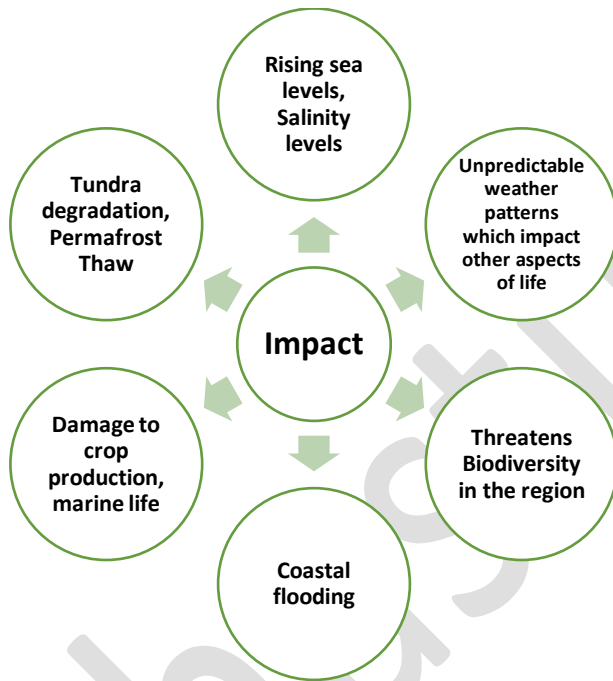 Rising sea
levels,
Salinity
levels
Unpredictable
weather
patterns
which impact
other aspects
of life
Threatens
Biodiversity
in the region
Coastal
flooding
Damage to
crop
production,
marine life
Tundra
degradation,
Permafrost
Thaw
Impact